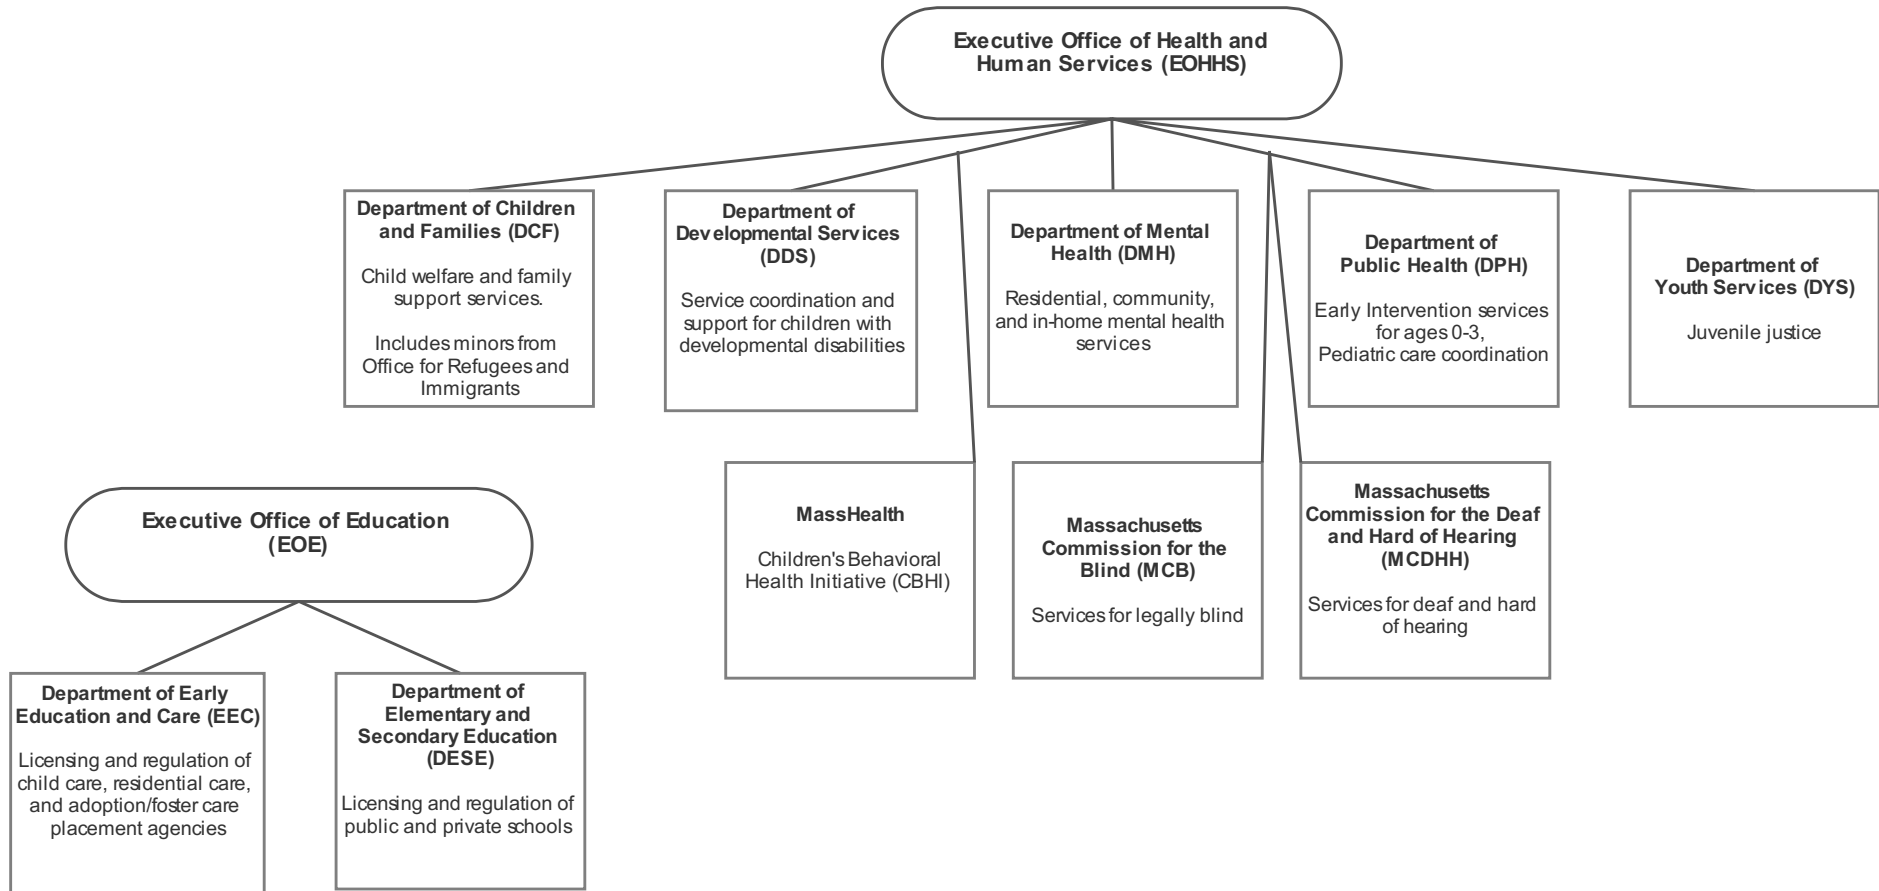 Executive Office of Health and
Human Services (EOHHS)
Department of Children
and Families (DCF)
Child welfare and family
support services.
Includes minors from
Office for Refugees and
Immigrants
Department of
Developmental Services
(DDS)
Service coordination and
support for children with
developmental disabilities
Department of Mental
Health (DMH)
Residential, community,
and in-home mental health
services
Department of
Public Health (DPH)
Early Intervention services
for ages 0-3,
Pediatric care coordination
Department of
Youth Services (DYS)
Juvenile justice
MassHealth
Children's Behavioral
Health Initiative (CBHI)
Massachusetts
Commission for the
Blind (MCB)
Services for legally blind
Massachusetts
Commission for the Deaf
and Hard of Hearing
(MCDHH)
Services for deaf and hard
of hearing
Executive Office of Education
(EOE)
Department of Early
Education and Care (EEC)
Licensing and regulation of
child care, residential care,
and adoption/foster care
placement agencies
Department of
Elementary and
Secondary Education
(DESE)
Licensing and regulation of
public and private schools